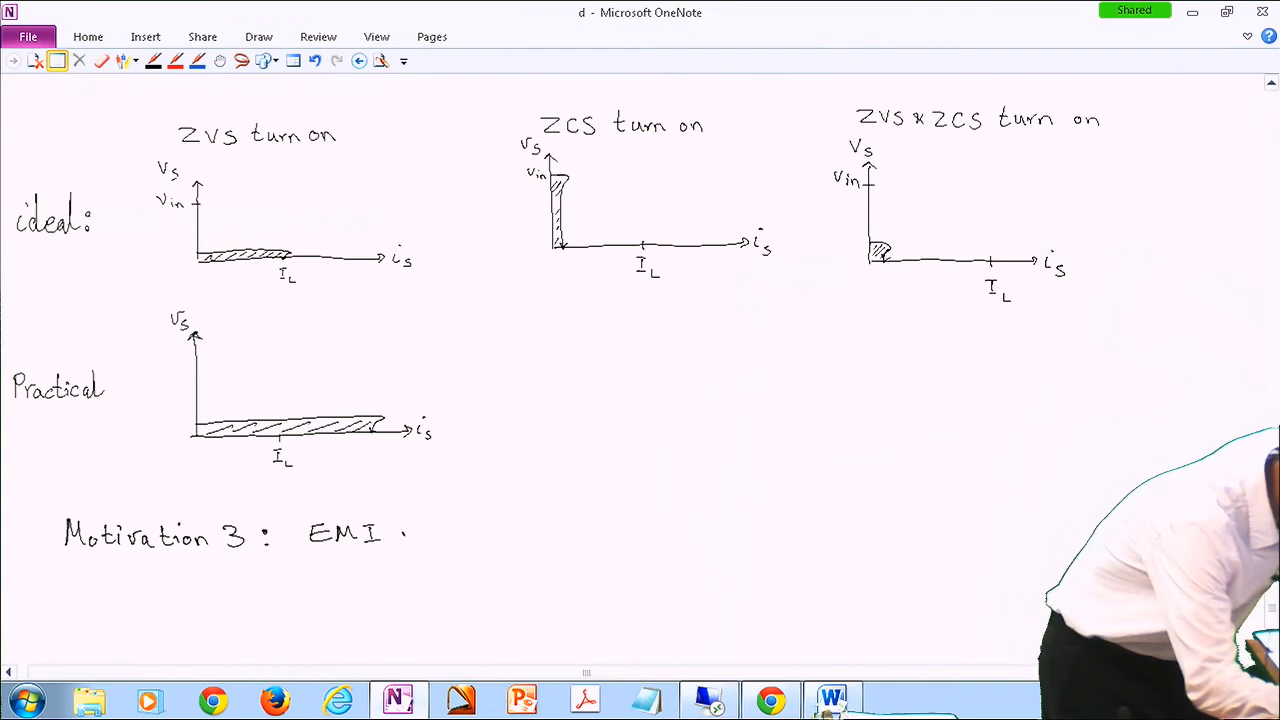 d - Microsoft OneNote
Shared
File Home Insert Share Draw Review View Pages
ZVS turn on
ZCS turn on
ZVS & ZCS turn on
ideal:
Vs
Vin
is
IL
Vs
Vin
is
IL
Vs
Vin
is
IL
Practical
Vs
is
IL
Motivation 3: EMI .